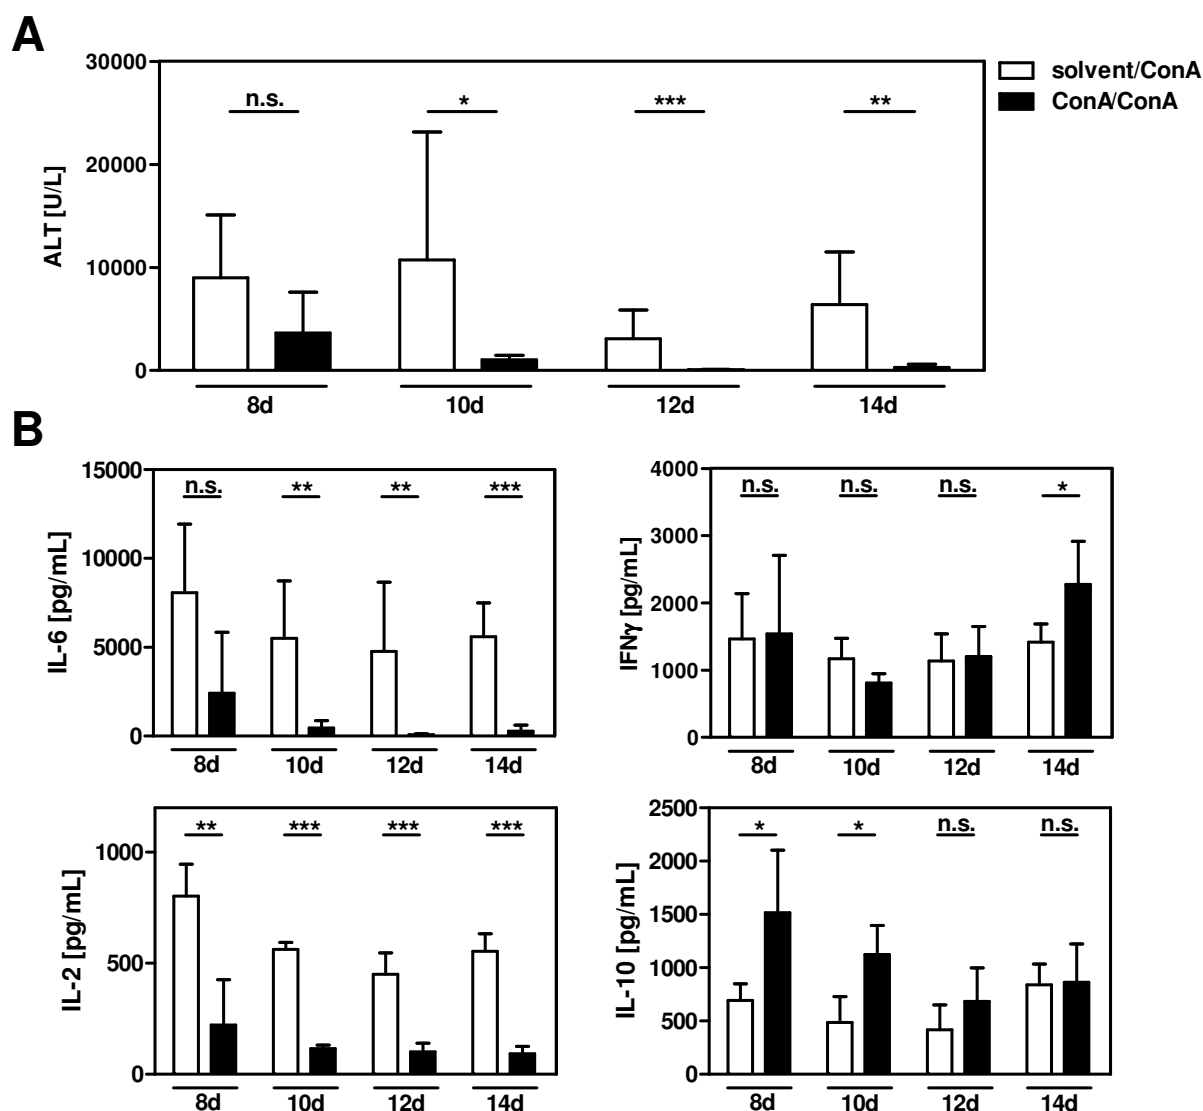 A
solvent/ConA
ConA/ConA
30000
20000
10000
0
ALT [U/L]
n.s.
*
***
**
8d
10d
12d
14d
B
15000
10000
5000
0
IL-6 [pg/mL]
n.s.
**
**
***
8d
10d
12d
14d
4000
3000
2000
1000
0
IFNγ [pg/mL]
n.s.
n.s.
n.s.
*
8d
10d
12d
14d
1000
500
0
IL-2 [pg/mL]
**
***
***
***
8d
10d
12d
14d
2500
2000
1500
1000
500
0
IL-10 [pg/mL]
*
*
n.s.
n.s.
8d
10d
12d
14d